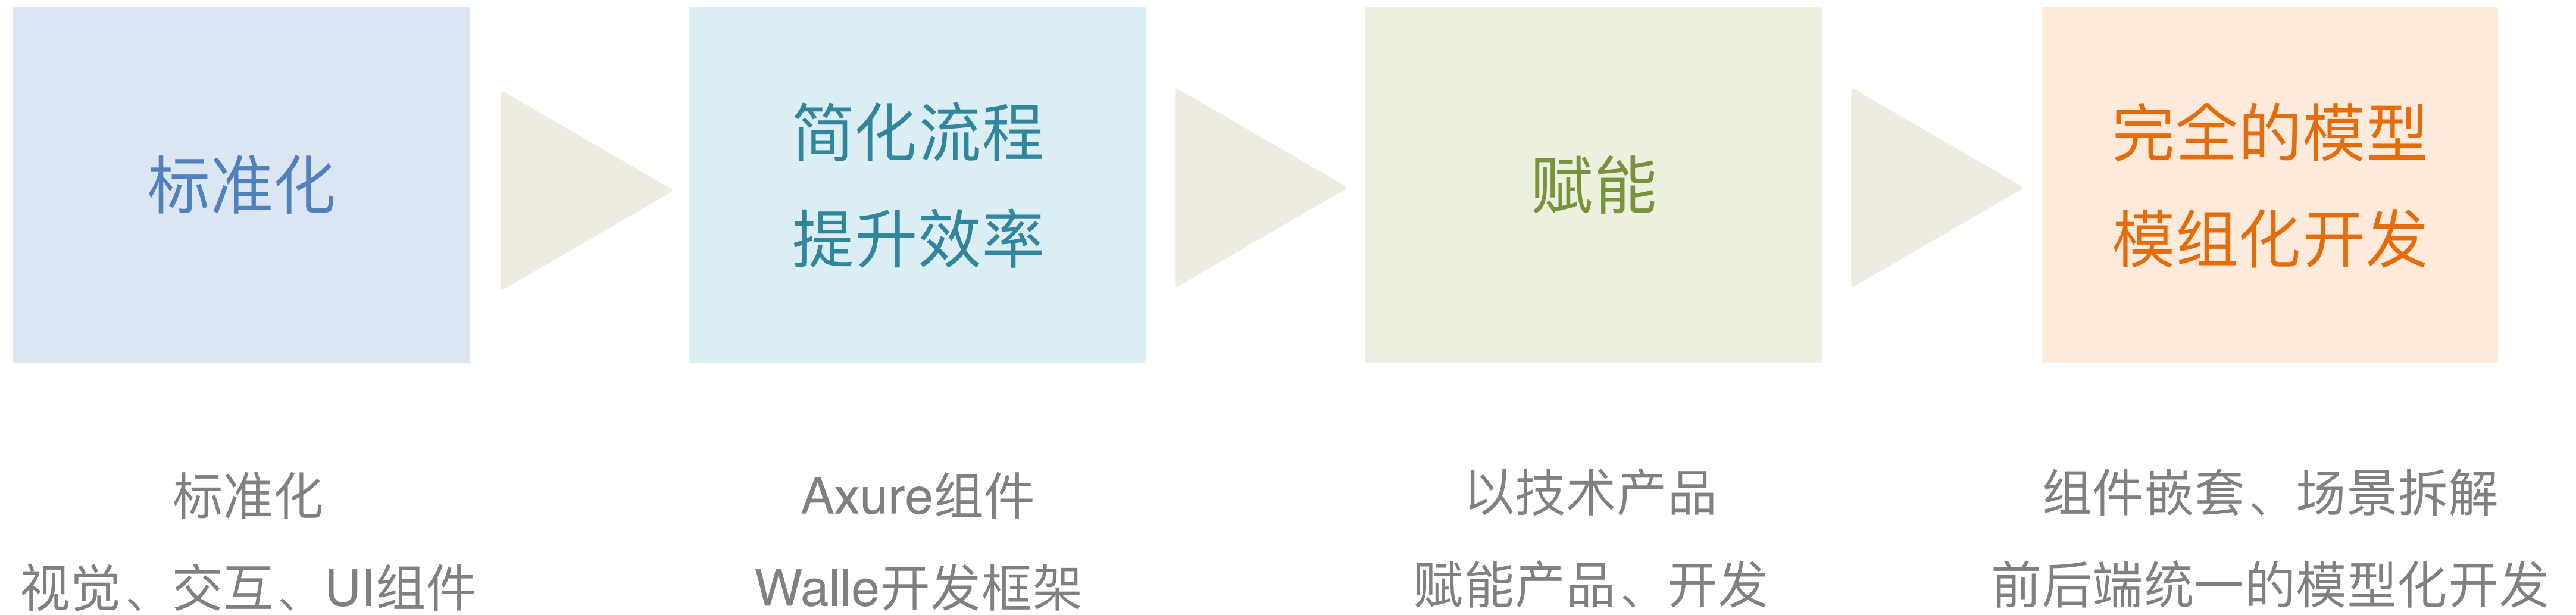 标准化
简化流程
提升效率
赋能
完全的模型
模组化开发
标准化
视觉、交互、UI组件
Axure组件
Walle开发框架
以技术产品
赋能产品、开发
组件嵌套、场景拆解
前后端统一的模型化开发